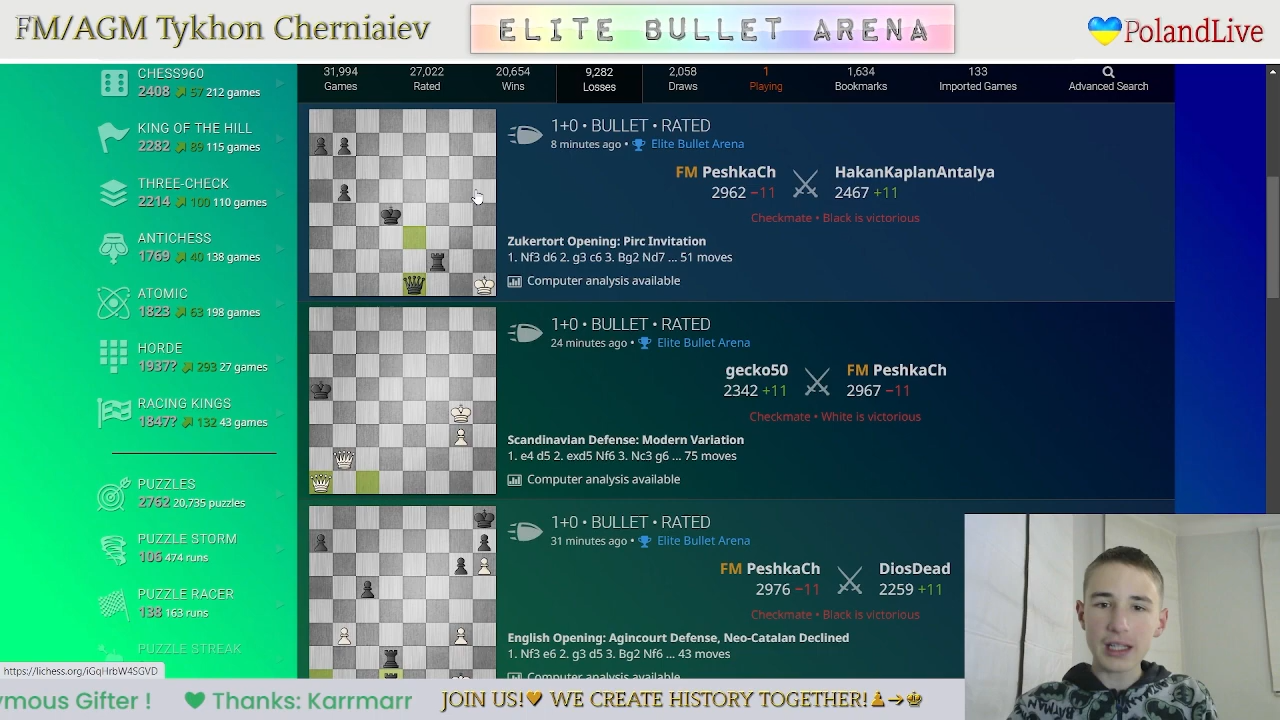 FM/AGM Tykhon Cherniaiev
ELITE BULLET ARENA
PolandLive
CHESS960
2408 57 212 games
KING OF THE HILL
2282 89 115 games
THREE-CHECK
2214 100 110 games
ANTICHESS
1769 40 138 games
ATOMIC
1823 63 198 games
HORDE
1937? 293 27 games
RACING KINGS
1847? 132 43 games
PUZZLES
2762 20,735 puzzles
PUZZLE STORM
106 474 runs
PUZZLE RACER
138 163 runs
PUZZLE STREAK
31,994 27,022 20,654 9,282 2,058 1 1,634 133
Games Rated Wins Losses Draws Playing Bookmarks Imported Games Advanced Search
1+0 • BULLET • RATED
8 minutes ago • Elite Bullet Arena
FM PeshkaCh HakanKaplanAntalya
2962 −11 2467 +11
Checkmate • Black is victorious
Zukertort Opening: Pirc Invitation
1. Nf3 d6 2. g3 c6 3. Bg2 Nd7 ... 51 moves
Computer analysis available
1+0 • BULLET • RATED
24 minutes ago • Elite Bullet Arena
gecko50 FM PeshkaCh
2342 +11 2967 −11
Checkmate • White is victorious
Scandinavian Defense: Modern Variation
1. e4 d5 2. exd5 Nf6 3. Nc3 g6 ... 75 moves
Computer analysis available
1+0 • BULLET • RATED
31 minutes ago • Elite Bullet Arena
FM PeshkaCh DiosDead
2976 −11 2259 +11
Checkmate • Black is victorious
English Opening: Agincourt Defense, Neo-Catalan Declined
1. Nf3 e6 2. g3 d5 3. Bg2 Nf6 ... 43 moves
Computer analysis available
ymous Gifter ! Thanks: Karrmarr
JOIN US! WE CREATE HISTORY TOGETHER!